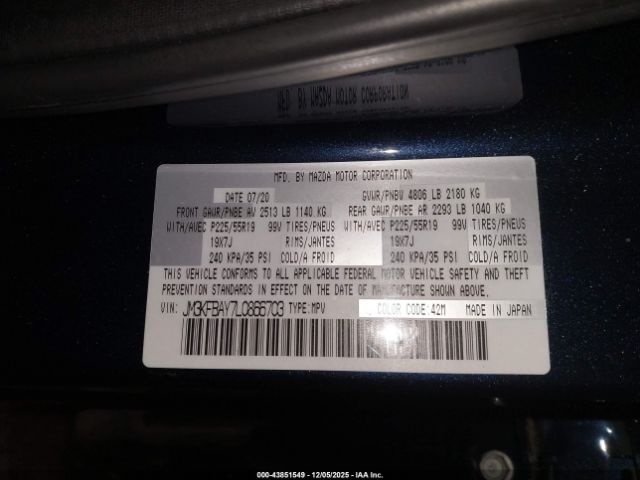 MFD. BY MAZDA MOTOR CORPORATION
DATE 07/20 GVWR/PNBV 4806 LB 2180 KG
FRONT GAWR/PNBE AV 2513 LB 1140 KG REAR GAWR/PNBE AR 2293 LB 1040 KG
WITH/AVEC P225/55R19 99V TIRES/PNEUS WITH/AVEC P225/55R19 99V TIRES/PNEUS
19X7J RIMS/JANTES 19X7J RIMS/JANTES
240 KPA/35 PSI COLD/A FROID 240 KPA/35 PSI COLD/A FROID
THIS VEHICLE CONFORMS TO ALL APPLICABLE FEDERAL MOTOR VEHICLE SAFETY AND THEFT
PREVENTION STANDARDS IN EFFECT ON THE DATE OF MANUFACTURE SHOWN ABOVE.
VIN: JM3KFBAY7L0866703 TYPE:MPV COLOR CODE:42M MADE IN JAPAN
000-43851549 - 12/05/2025 - IAA Inc.